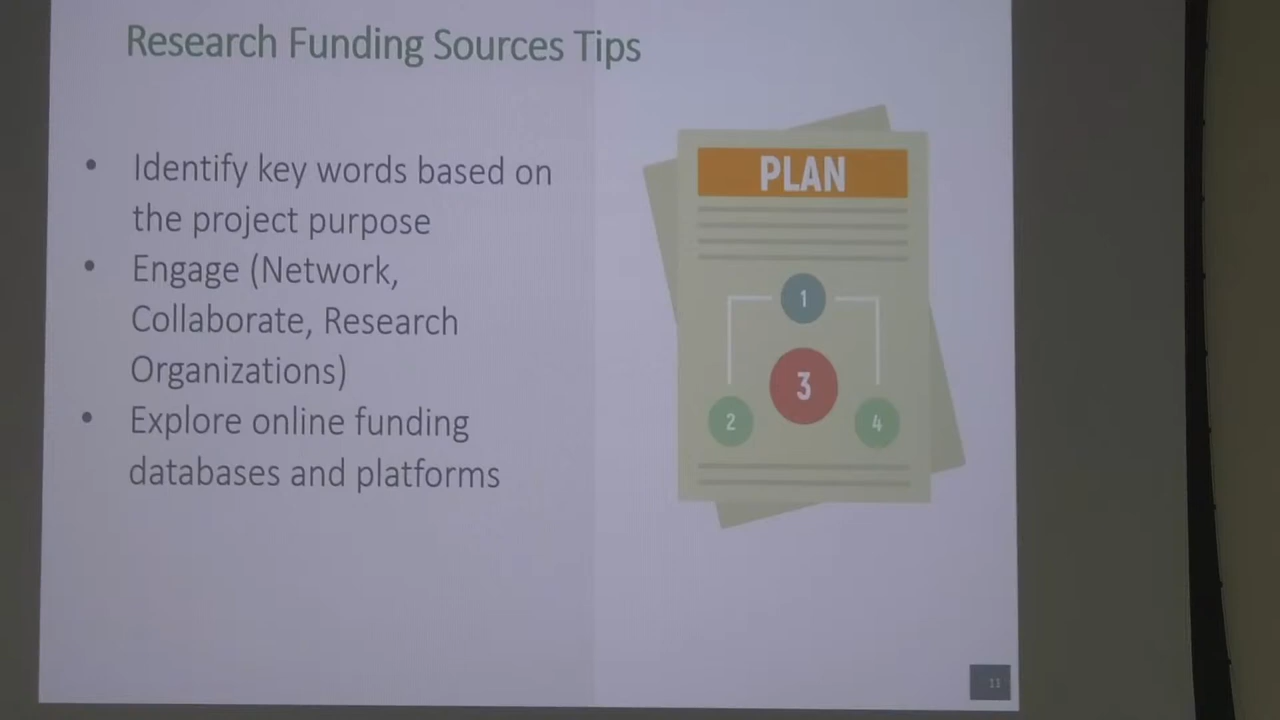 Research Funding Sources Tips
• Identify key words based on
the project purpose
• Engage (Network,
Collaborate, Research
Organizations)
• Explore online funding
databases and platforms
PLAN
1
3
2
4
11